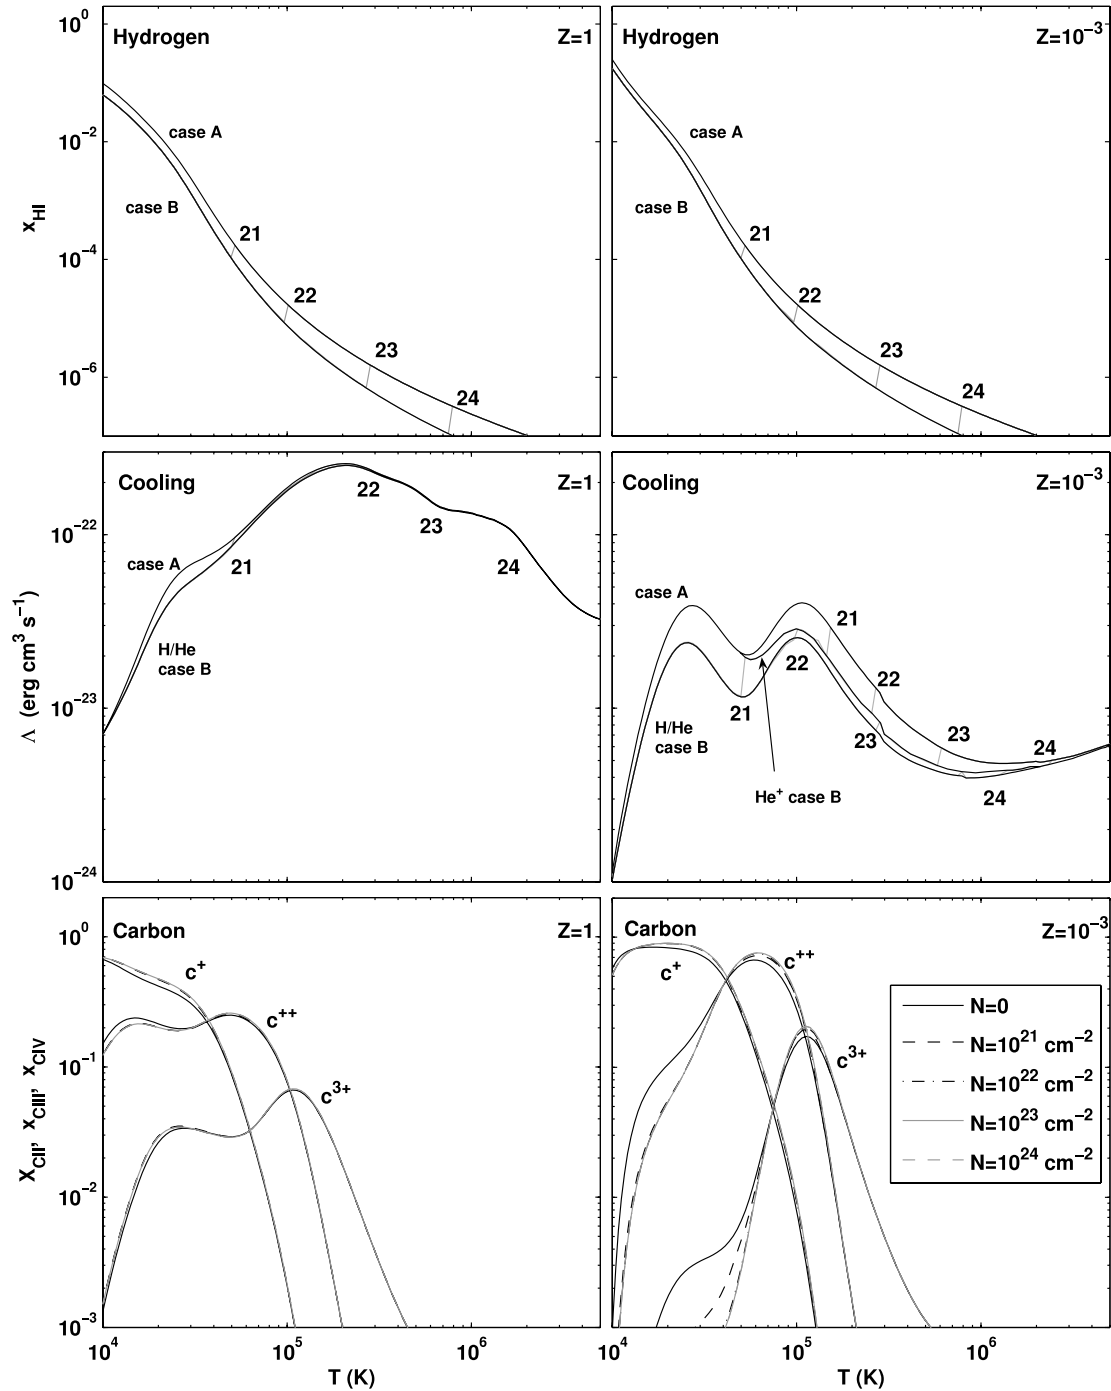 Hydrogen Z=1
10⁰
10⁻²
10⁻⁴
10⁻⁶
x_HI
case A
case B
21
22
23
24
Hydrogen Z=10⁻³
case A
case B
21
22
23
24
Cooling Z=1
10⁻²²
10⁻²³
10⁻²⁴
Λ (erg cm³ s⁻¹)
case A
H/He
case B
21
22
23
24
Cooling Z=10⁻³
case A
H/He
case B
He⁺ case B
21
22
23
24
21
22
23
24
Carbon Z=1
10⁰
10⁻¹
10⁻²
10⁻³
x_CII, x_CIII, x_CIV
c⁺
c⁺⁺
c³⁺
10⁴ 10⁵ 10⁶
T (K)
Carbon Z=10⁻³
c⁺
c⁺⁺
c³⁺
N=0
N=10²¹ cm⁻²
N=10²² cm⁻²
N=10²³ cm⁻²
N=10²⁴ cm⁻²
10⁴ 10⁵ 10⁶
T (K)